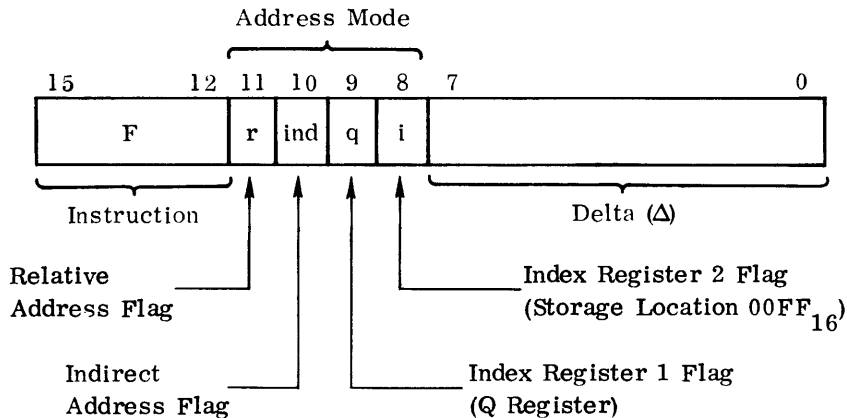 Address Mode
15 12 11 10 9 8 7 0
F r ind q i
Instruction
Delta (Δ)
Relative
Address Flag
Index Register 2 Flag
(Storage Location 00FF16)
Indirect
Address Flag
Index Register 1 Flag
(Q Register)